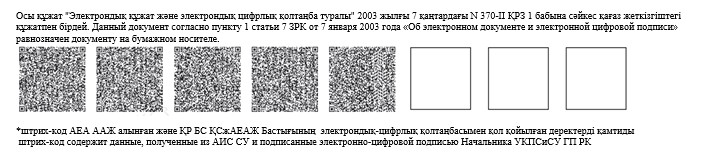 Осы құжат "Электрондық құжат және электрондық цифрлық қолтаңба туралы" 2003 жылғы 7 қаңтардағы N 370-II ҚРЗ 1 бабына сәйкес қағаз жеткізгіштегі
құжатпен бірдей. Данный документ согласно пункту 1 статьи 7 ЗРК от 7 января 2003 года «Об электронном документе и электронной цифровой подписи»
равнозначен документу на бумажном носителе.
*штрих-код АЕА ААЖ алынған және ҚР БС ҚСжАЕАЖ Бастығының электрондық-цифрлық қолтаңбасымен қол қойылған деректерді қамтиды
штрих-код содержит данные, полученные из АИС СУ и подписанные электронно-цифровой подписью Начальника УКПСиСУ ГП РК